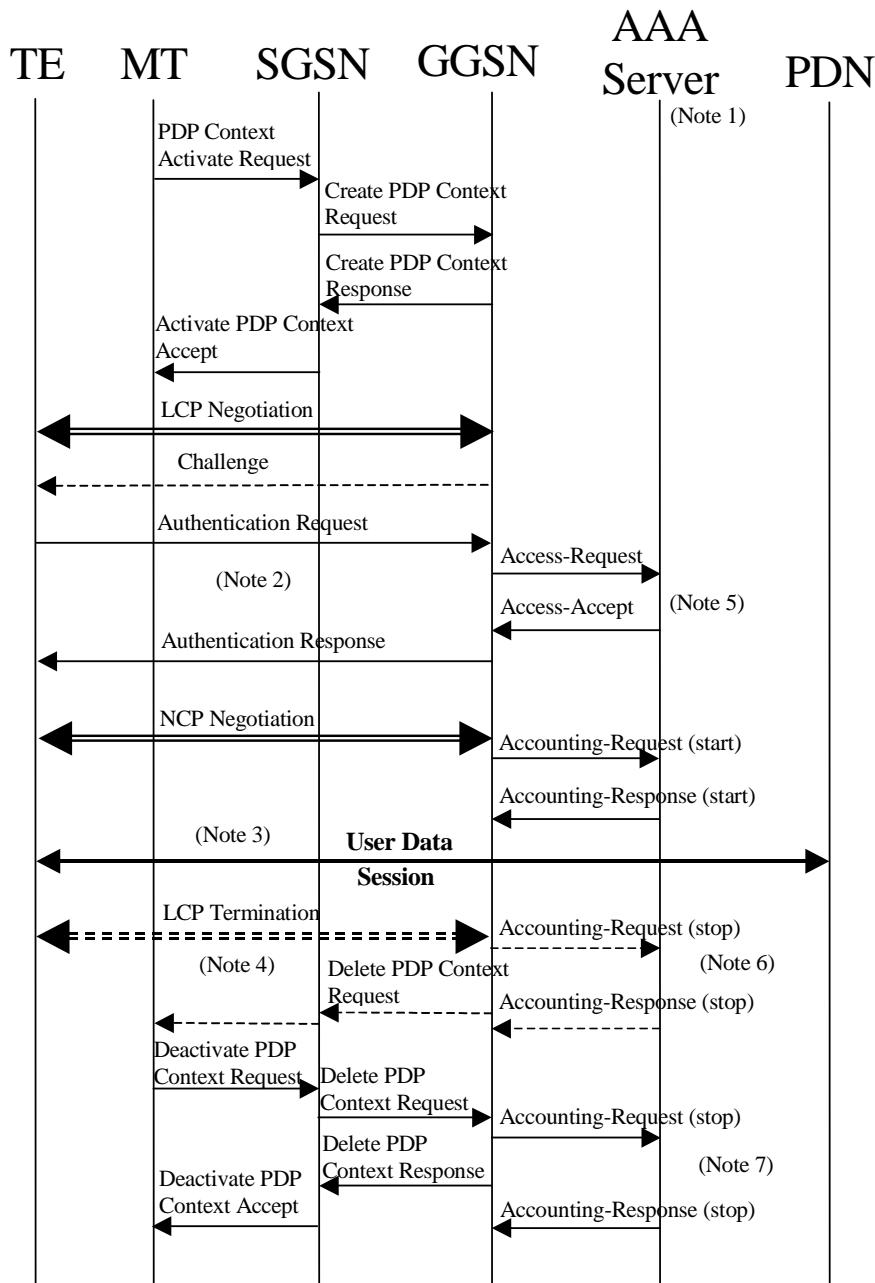 TE
MT
SGSN
GGSN
AAA
Server
PDN
(Note 1)
PDP Context
Activate Request
Create PDP Context
Request
Create PDP Context
Response
Activate PDP Context
Accept
LCP Negotiation
Challenge
Authentication Request
Access-Request
(Note 2)
Access-Accept
(Note 5)
Authentication Response
NCP Negotiation
Accounting-Request (start)
Accounting-Response (start)
(Note 3)
User Data
Session
LCP Termination
Accounting-Request (stop)
(Note 4)
(Note 6)
Delete PDP Context
Request
Accounting-Response (stop)
Deactivate PDP
Context Request
Delete PDP
Context Request
Accounting-Request (stop)
Delete PDP
Context Response
(Note 7)
Deactivate PDP
Context Accept
Accounting-Response (stop)